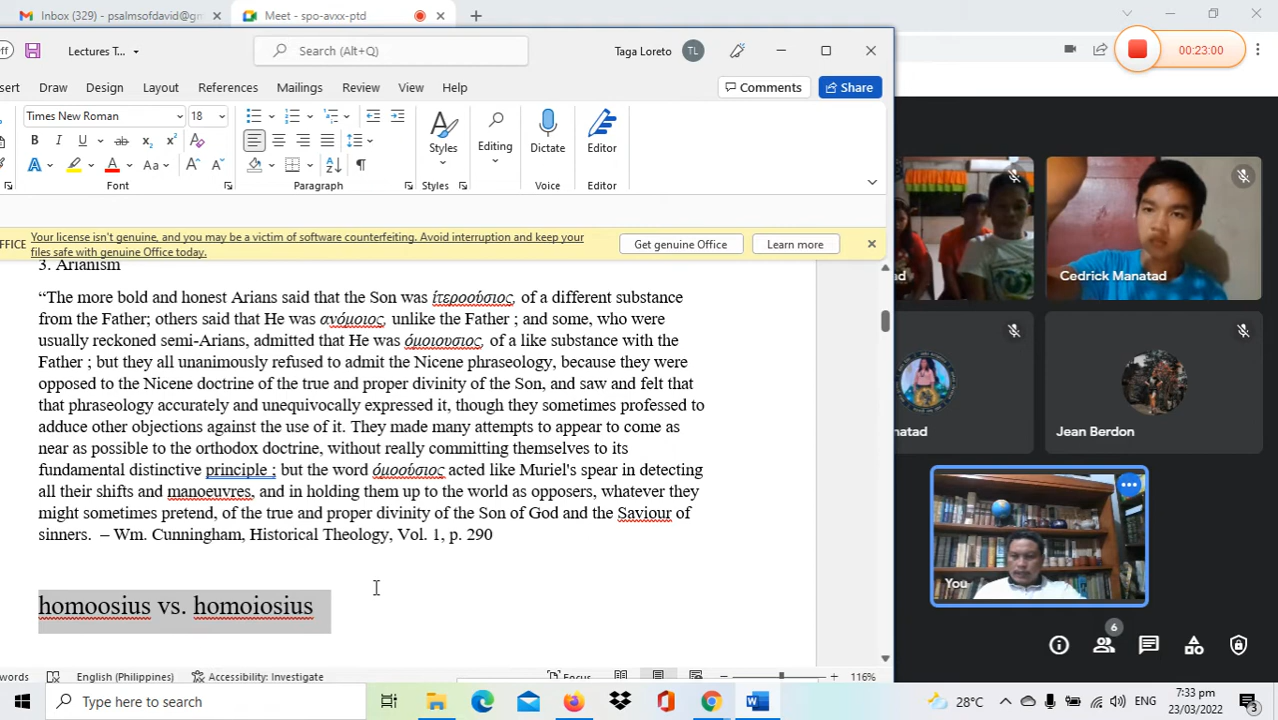 Inbox (329) - psalmsofdavid@gm
Meet - spo-avxx-ptd
ff
Lectures T...
Search (Alt+Q)
Taga Loreto
TL
00:23:00
sert
Draw
Design
Layout
References
Mailings
Review
View
Help
Comments
Share
Times New Roman
18
B I U ab x₂ x²
A A Aa A A
Styles
Editing
Dictate
Editor
Font
Paragraph
Styles
Voice
Editor
OFFICE
Your license isn't genuine, and you may be a victim of software counterfeiting. Avoid interruption and keep your
files safe with genuine Office today.
Get genuine Office
Learn more
3. Arianism
“The more bold and honest Arians said that the Son was ἑτεροούσιος, of a different substance
from the Father; others said that He was ανόμοιος, unlike the Father ; and some, who were
usually reckoned semi-Arians, admitted that He was όμοιουσιος, of a like substance with the
Father ; but they all unanimously refused to admit the Nicene phraseology, because they were
opposed to the Nicene doctrine of the true and proper divinity of the Son, and saw and felt that
that phraseology accurately and unequivocally expressed it, though they sometimes professed to
adduce other objections against the use of it. They made many attempts to appear to come as
near as possible to the orthodox doctrine, without really committing themselves to its
fundamental distinctive principle ; but the word όμοούσιος acted like Muriel's spear in detecting
all their shifts and manoeuvres, and in holding them up to the world as opposers, whatever they
might sometimes pretend, of the true and proper divinity of the Son of God and the Saviour of
sinners. – Wm. Cunningham, Historical Theology, Vol. 1, p. 290
homoosius vs. homoiosius
ad
Cedrick Manatad
natad
Jean Berdon
You
6
words
English (Philippines)
Accessibility: Investigate
Focus
116%
Type here to search
28°C
ENG
7:33 pm
23/03/2022
3